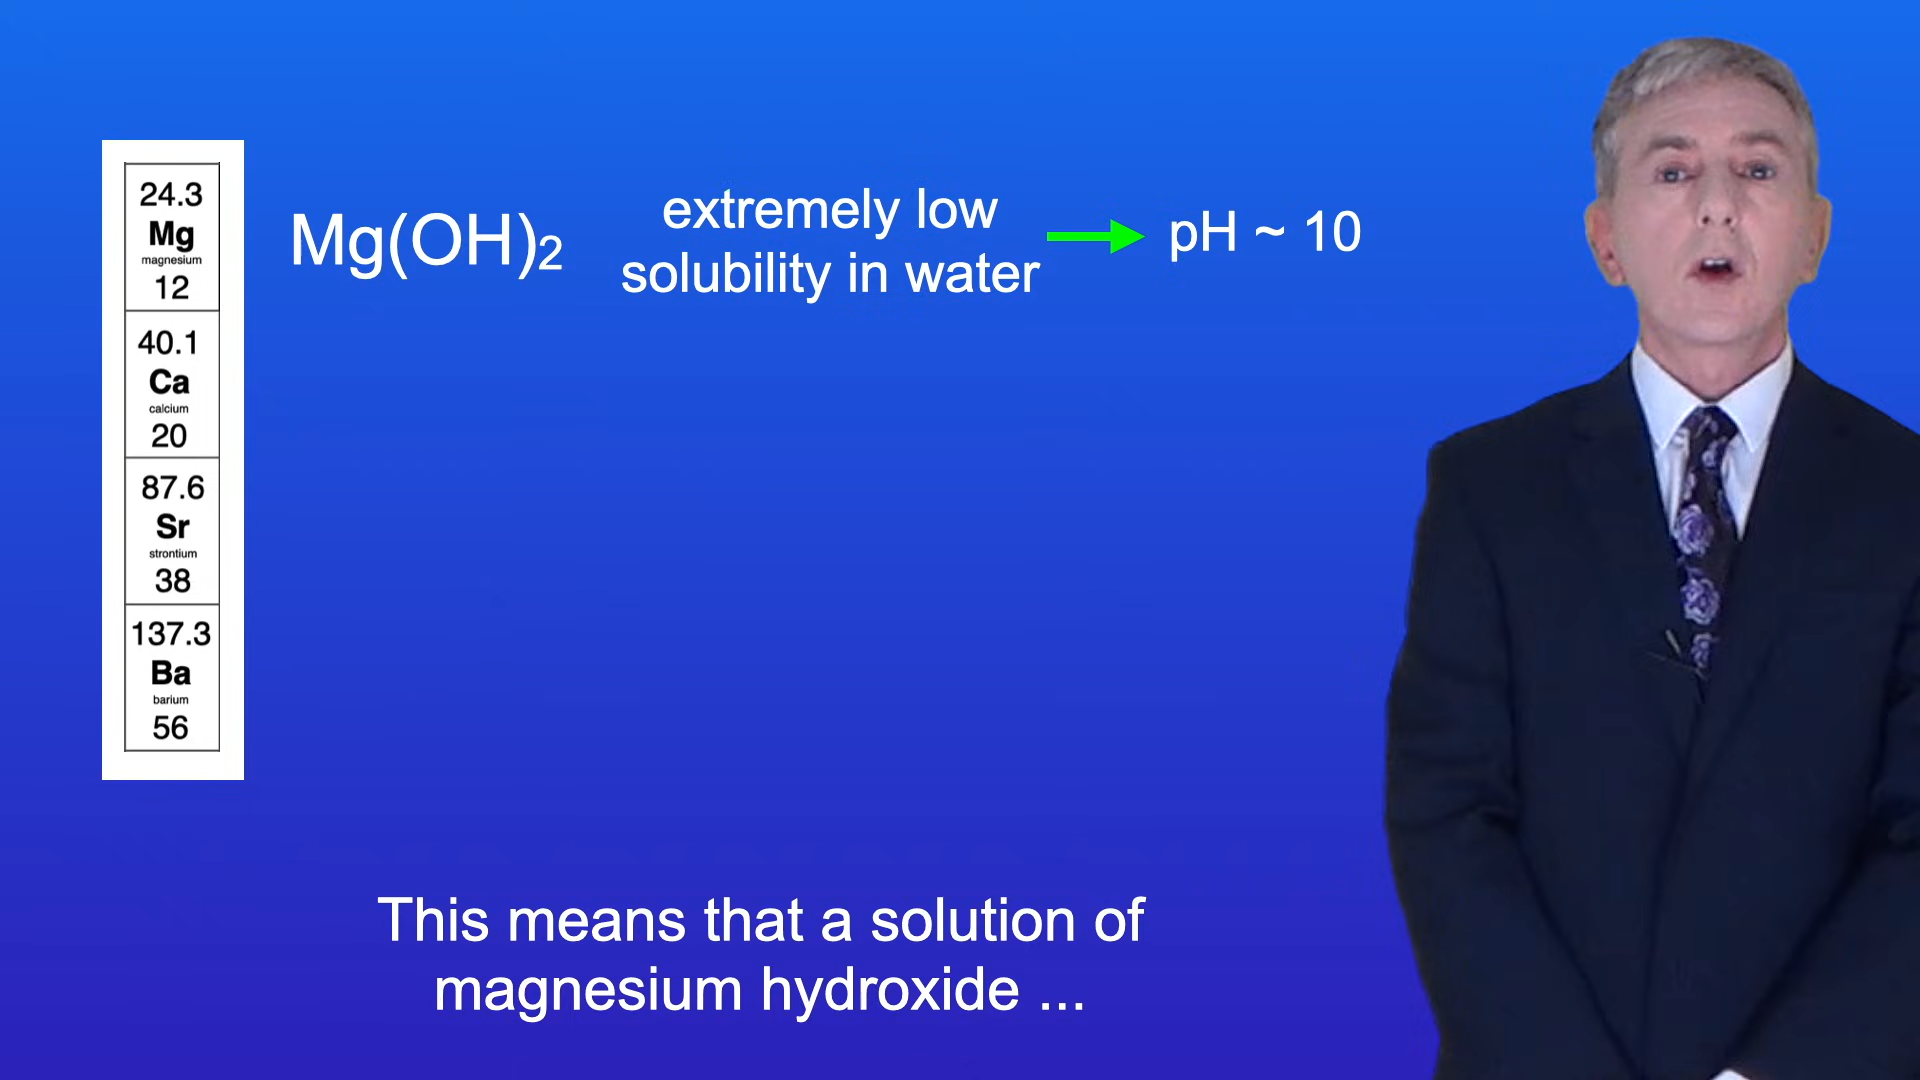 24.3
Mg
magnesium
12
40.1
Ca
calcium
20
87.6
Sr
strontium
38
137.3
Ba
barium
56
Mg(OH)₂
extremely low
solubility in water
pH ~ 10
This means that a solution of
magnesium hydroxide ...